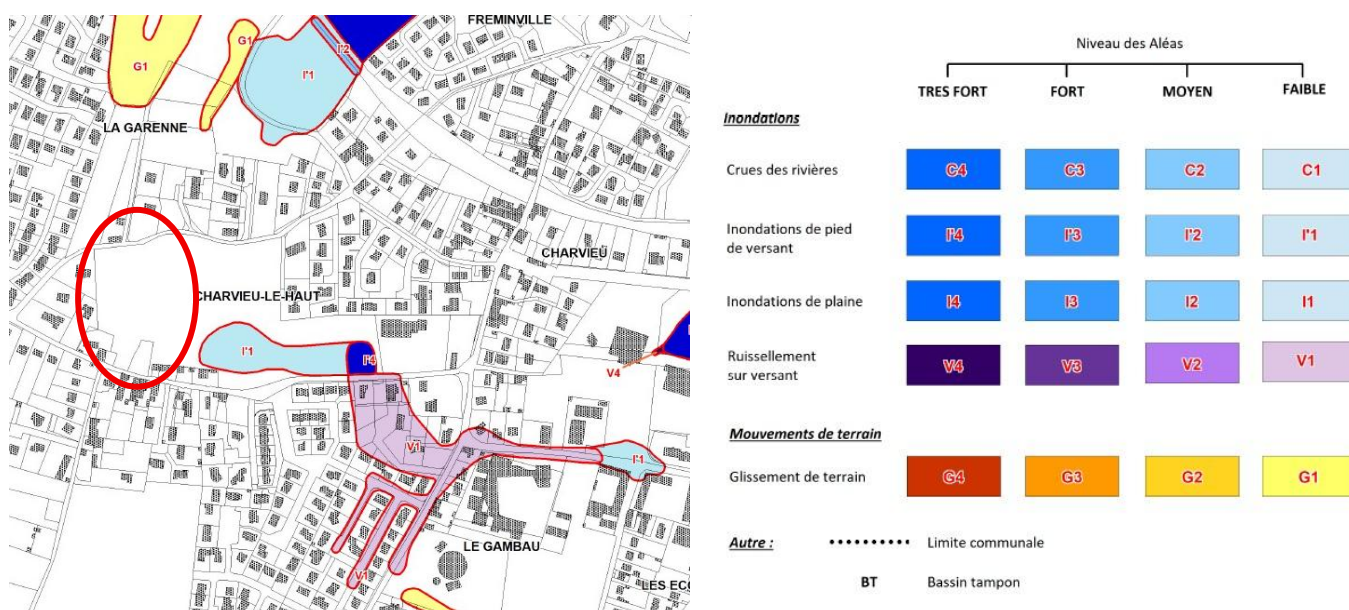 FREMINVILLE
G1
I'2
I'1
G1
LA GARENNE
CHARVIEU
CHARVIEU-LE-HAUT
I'1
I'4
V4
V1
I'1
LE GAMBAU
V1
LES ECO
Niveau des Aléas
TRES FORT FORT MOYEN FAIBLE
Inondations
Crues des rivières C4 C3 C2 C1
Inondations de pied
de versant I'4 I'3 I'2 I'1
Inondations de plaine I4 I3 I2 I1
Ruissellement
sur versant V4 V3 V2 V1
Mouvements de terrain
Glissement de terrain G4 G3 G2 G1
Autre : Limite communale
BT Bassin tampon